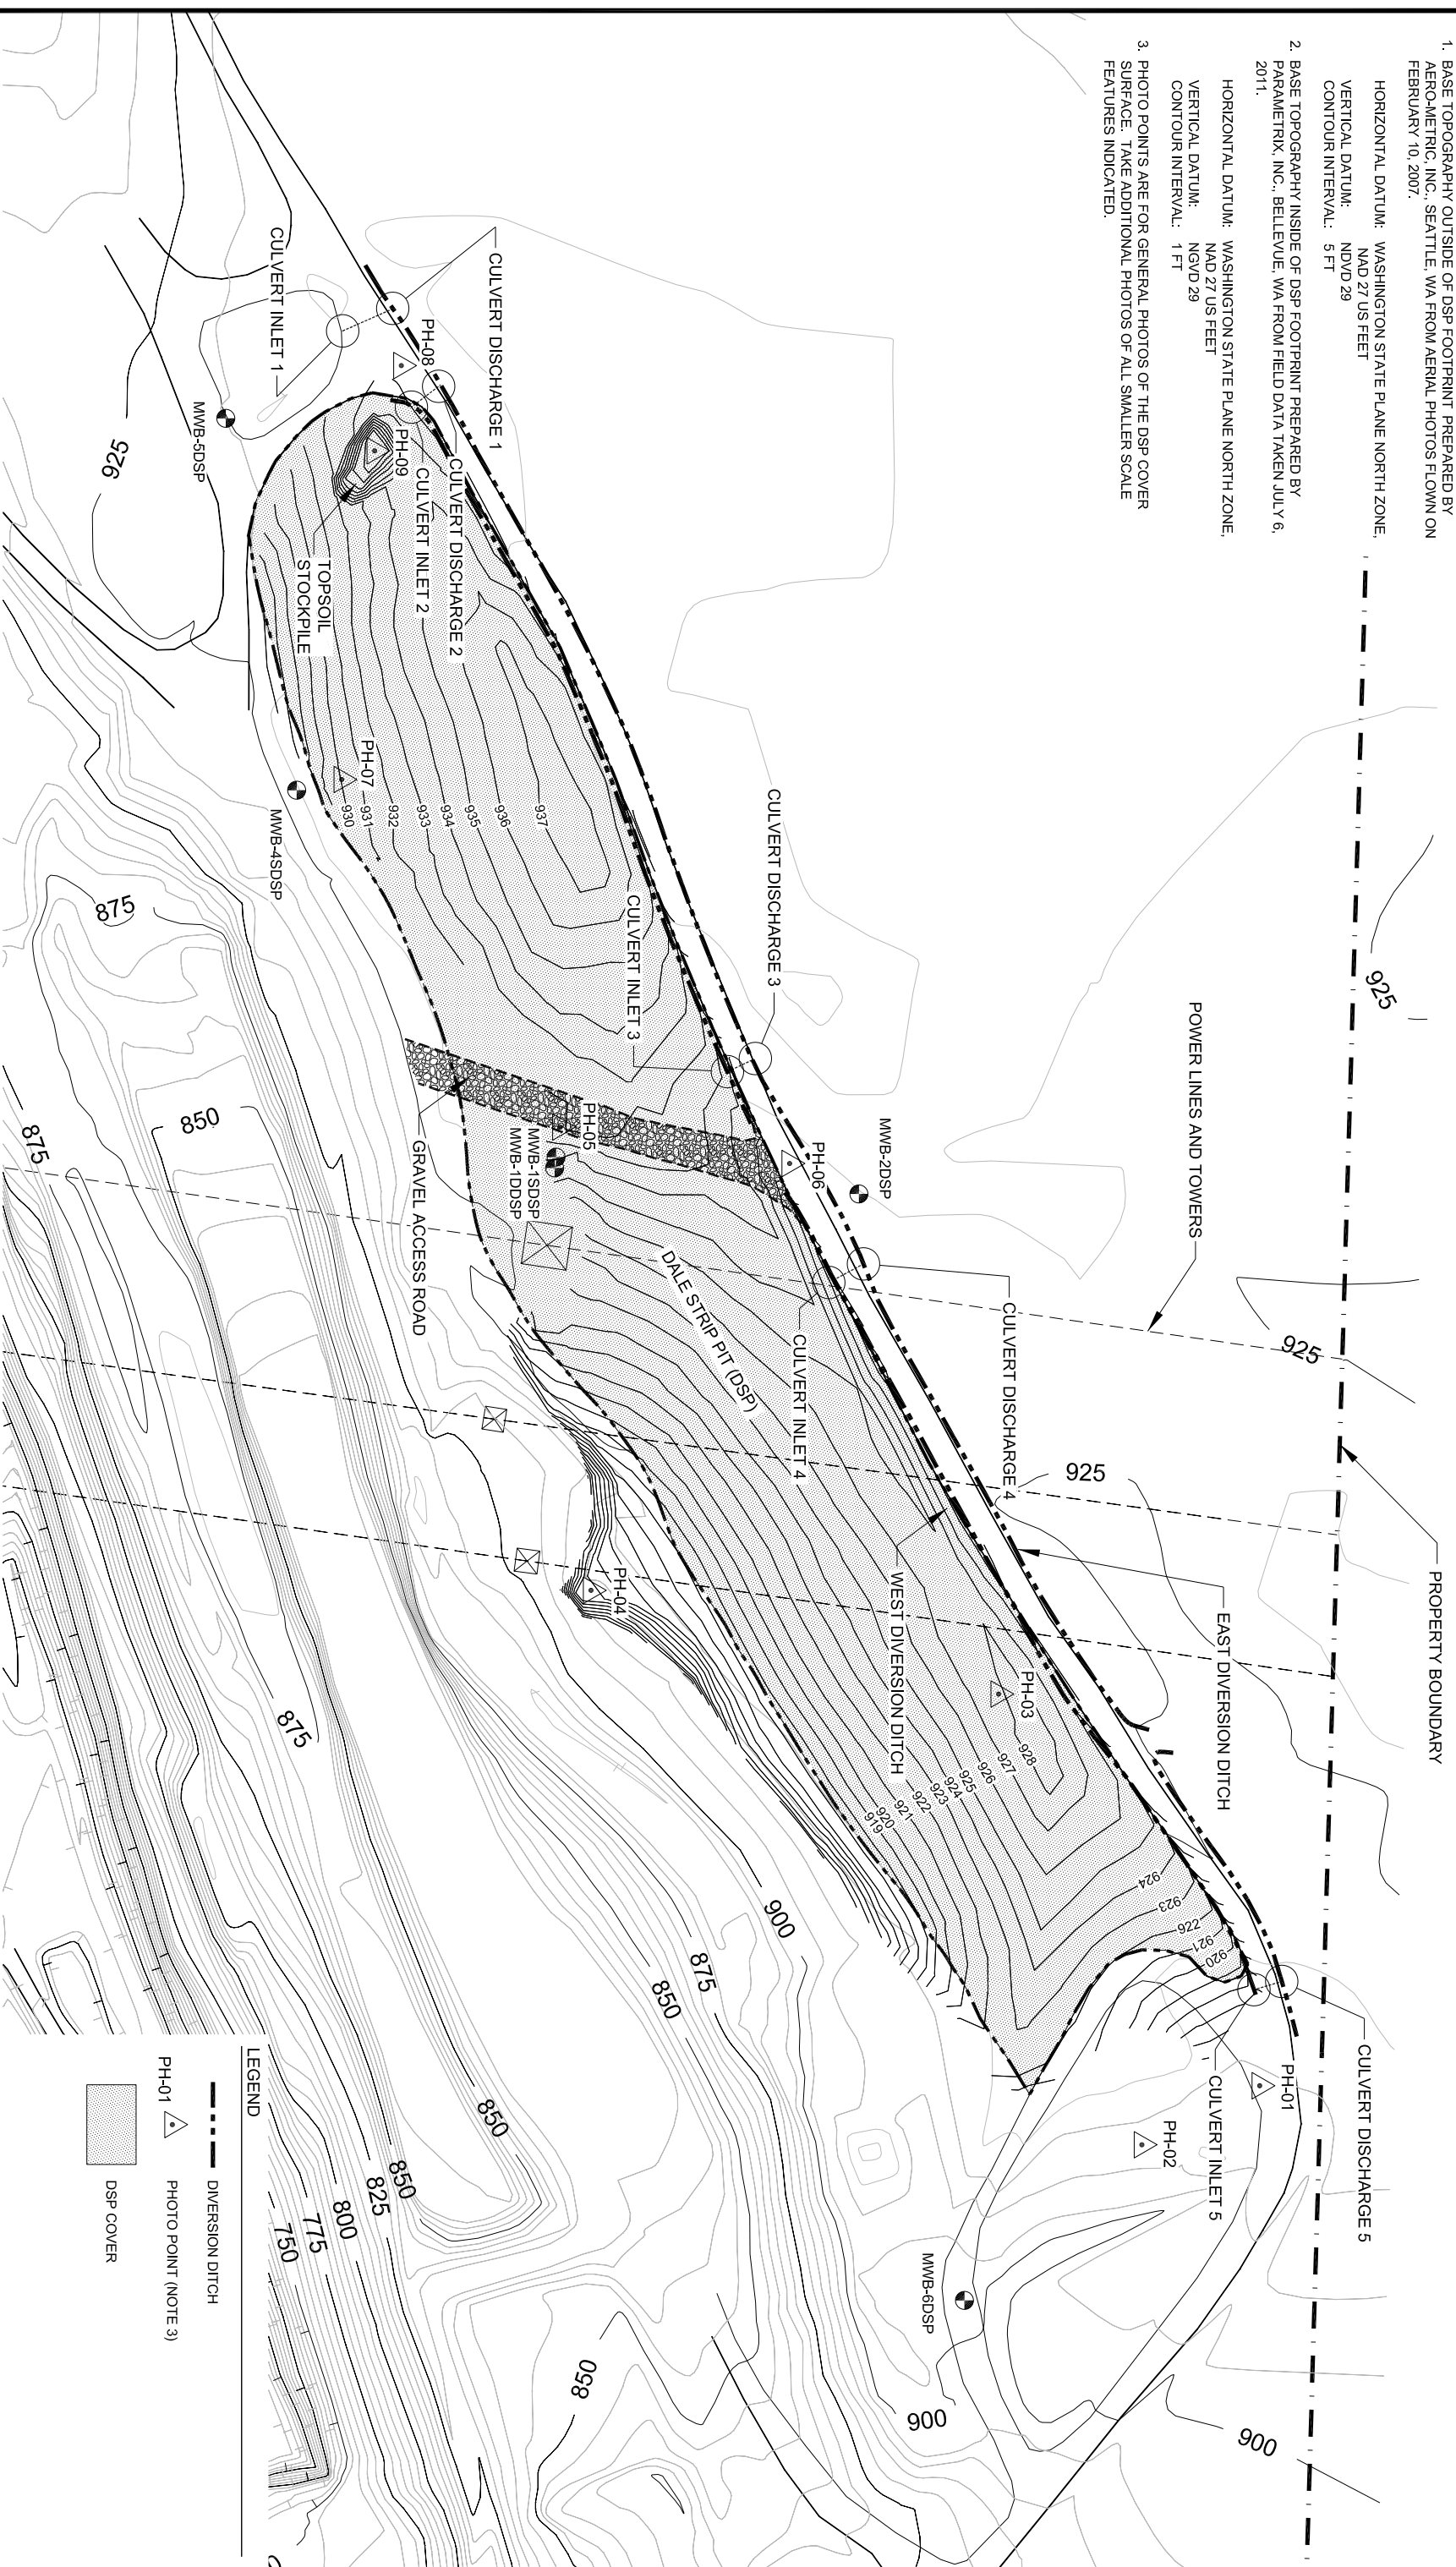 1. BASE TOPOGRAPHY OUTSIDE OF DSP FOOTPRINT PREPARED BY
AERO-METRIC, INC., SEATTLE, WA FROM AERIAL PHOTOS FLOWN ON
FEBRUARY 10, 2007.
HORIZONTAL DATUM: WASHINGTON STATE PLANE NORTH ZONE,
NAD 27 US FEET
VERTICAL DATUM: NDVD 29
CONTOUR INTERVAL: 5 FT
2. BASE TOPOGRAPHY INSIDE OF DSP FOOTPRINT PREPARED BY
PARAMETRIX, INC., BELLEVUE, WA FROM FIELD DATA TAKEN JULY 6,
2011.
HORIZONTAL DATUM: WASHINGTON STATE PLANE NORTH ZONE,
NAD 27 US FEET
VERTICAL DATUM: NGVD 29
CONTOUR INTERVAL: 1 FT
3. PHOTO POINTS ARE FOR GENERAL PHOTOS OF THE DSP COVER
SURFACE. TAKE ADDITIONAL PHOTOS OF ALL SMALLER SCALE
FEATURES INDICATED.
PROPERTY BOUNDARY
925
POWER LINES AND TOWERS
925
925
EAST DIVERSION DITCH
CULVERT DISCHARGE 5
PH-01
CULVERT INLET 5
PH-02
900
900
MWB-6DSP
CULVERT DISCHARGE 4
MWB-2DSP
PH-06
CULVERT DISCHARGE 3
CULVERT INLET 4
CULVERT INLET 3
WEST DIVERSION DITCH
DALE STRIP PIT (DSP)
PH-03
928
927
926
925
924
923
922
921
920
919
924
923
922
921
920
PH-04
PH-05
MWB-1SDSP
MWB-1DDSP
GRAVEL ACCESS ROAD
CULVERT DISCHARGE 1
CULVERT DISCHARGE 2
CULVERT INLET 2
PH-08
PH-09
CULVERT INLET 1
TOPSOIL
STOCKPILE
PH-07
937
936
935
934
933
932
931
930
MWB-4SDSP
MWB-5DSP
925
875
850
875
875
900
875
850
850
850
850
825
800
775
750
LEGEND
DIVERSION DITCH
PH-01
PHOTO POINT (NOTE 3)
DSP COVER